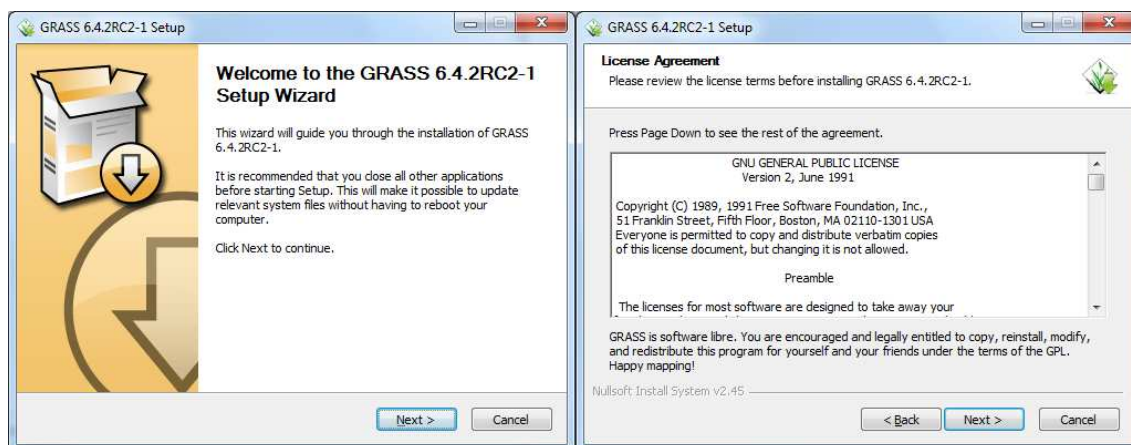 GRASS 6.4.2RC2-1 Setup
Welcome to the GRASS 6.4.2RC2-1
Setup Wizard
This wizard will guide you through the installation of GRASS
6.4.2RC2-1.
It is recommended that you close all other applications
before starting Setup. This will make it possible to update
relevant system files without having to reboot your
computer.
Click Next to continue.
Next >
Cancel
GRASS 6.4.2RC2-1 Setup
License Agreement
Please review the license terms before installing GRASS 6.4.2RC2-1.
Press Page Down to see the rest of the agreement.
GNU GENERAL PUBLIC LICENSE
Version 2, June 1991
Copyright (C) 1989, 1991 Free Software Foundation, Inc.,
51 Franklin Street, Fifth Floor, Boston, MA 02110-1301 USA
Everyone is permitted to copy and distribute verbatim copies
of this license document, but changing it is not allowed.
Preamble
The licenses for most software are designed to take away your
GRASS is software libre. You are encouraged and legally entitled to copy, reinstall, modify,
and redistribute this program for yourself and your friends under the terms of the GPL.
Happy mapping!
Nullsoft Install System v2.45
< Back
Next >
Cancel